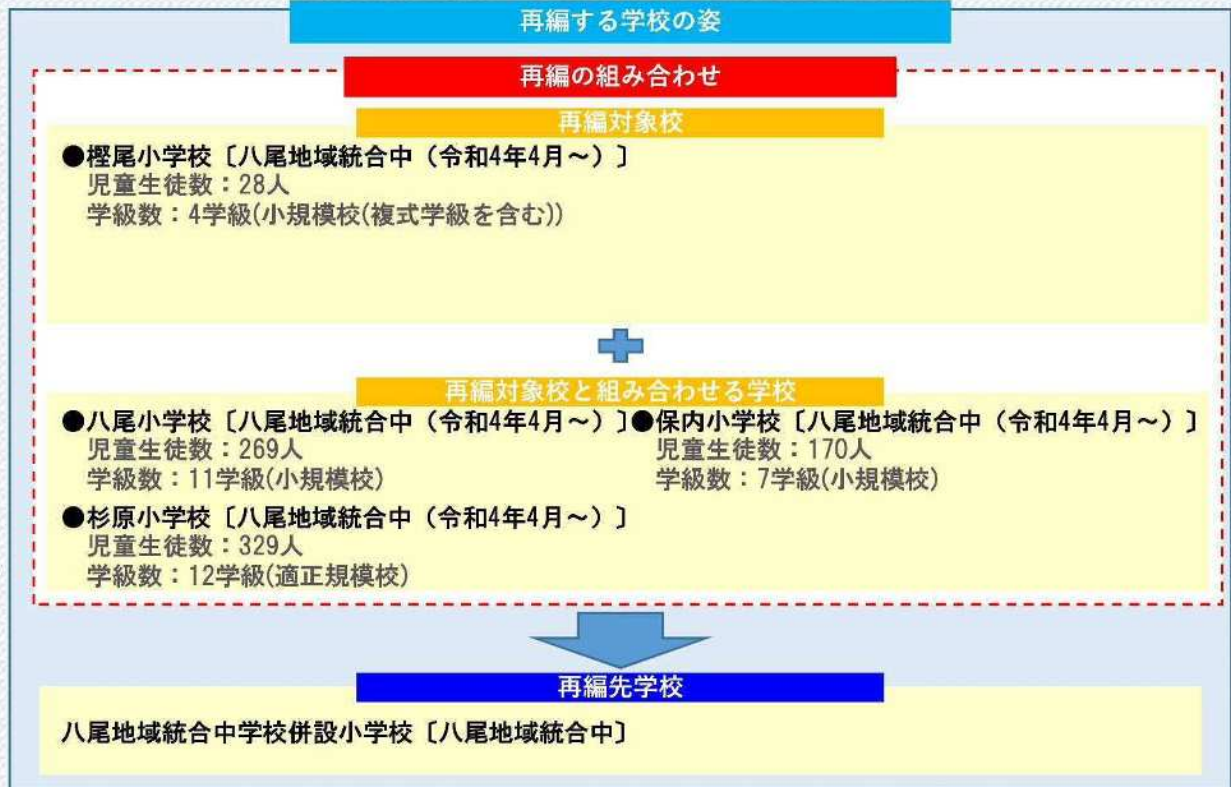 再編する学校の姿
再編の組み合わせ
再編対象校
●樫尾小学校〔八尾地域統合中（令和4年4月～）〕
児童生徒数：28人
学級数：4学級(小規模校(複式学級を含む))
再編対象校と組み合わせる学校
●八尾小学校〔八尾地域統合中（令和4年4月～）〕
児童生徒数：269人
学級数：11学級(小規模校)
●保内小学校〔八尾地域統合中（令和4年4月～）〕
児童生徒数：170人
学級数：7学級(小規模校)
●杉原小学校〔八尾地域統合中（令和4年4月～）〕
児童生徒数：329人
学級数：12学級(適正規模校)
再編先学校
八尾地域統合中学校併設小学校〔八尾地域統合中〕